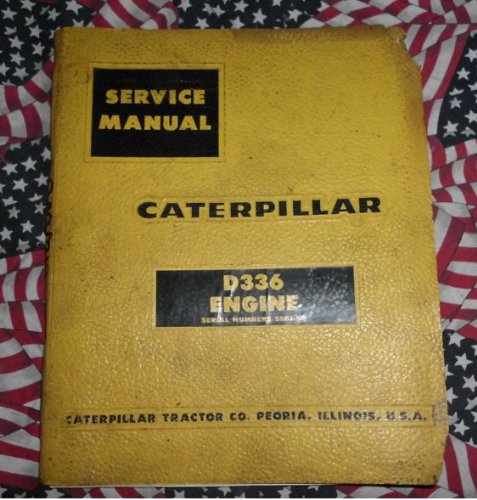 SERVICE
MANUAL
CATERPILLAR
D336
ENGINE
SERIAL NUMBERS
CATERPILLAR TRACTOR CO. PEORIA, ILLINOIS, U.S.A.